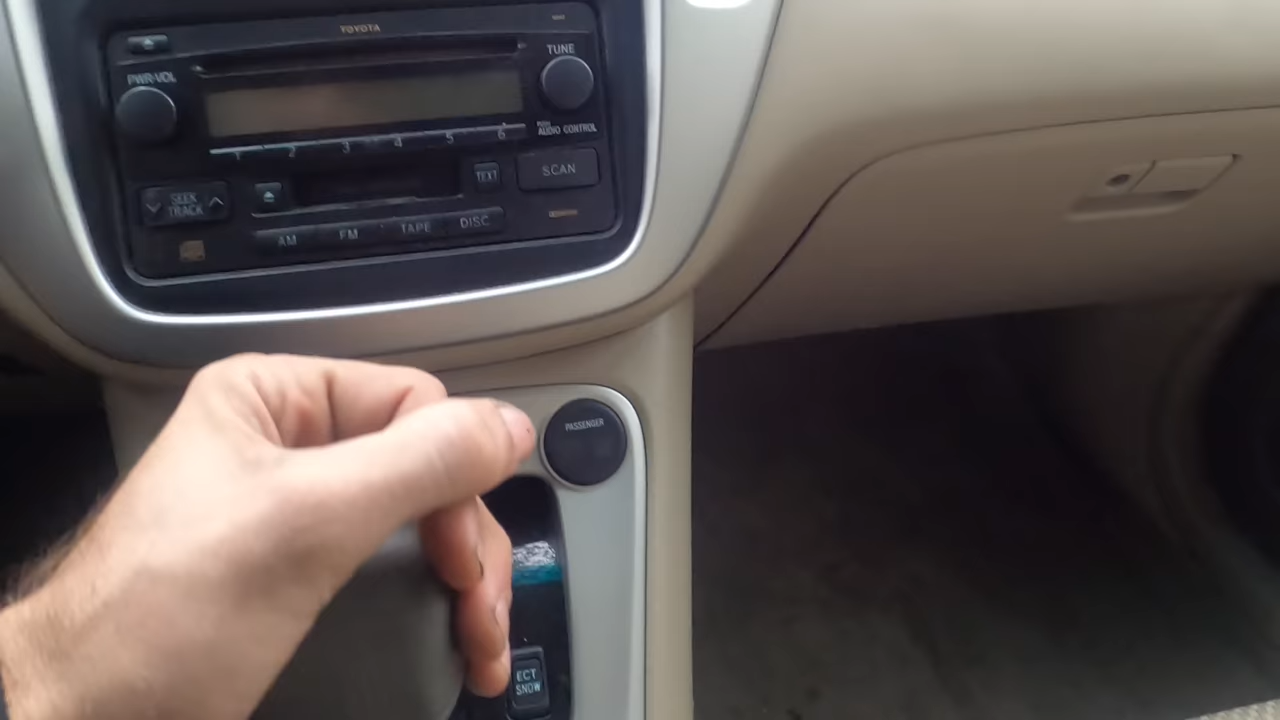 TOYOTA
PWR·VOL
TUNE
1 2 3 4 5 6
PUSH
AUDIO CONTROL
SEEK
TRACK
TEXT
SCAN
AM FM TAPE DISC
PASSENGER
ECT
SNOW